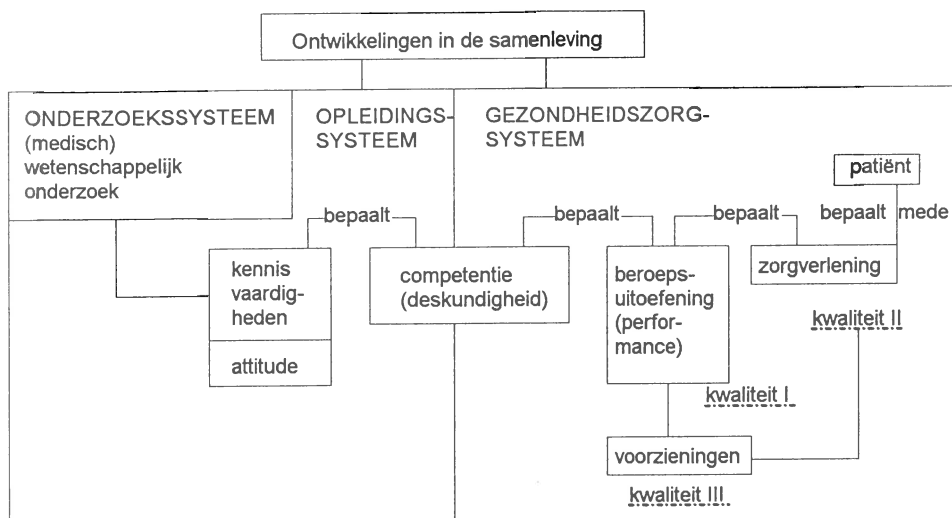 Ontwikkelingen in de samenleving
ONDERZOEKSSYSTEEM
(medisch)
wetenschappelijk
onderzoek
OPLEIDINGS-
SYSTEEM
GEZONDHEIDSZORG-
SYSTEEM
patiënt
bepaalt
bepaalt
bepaalt
bepaalt mede
kennis
vaardig-
heden
attitude
competentie
(deskundigheid)
beroeps-
uitoefening
(perfor-
mance)
zorgverlening
kwaliteit II
kwaliteit I
voorzieningen
kwaliteit III